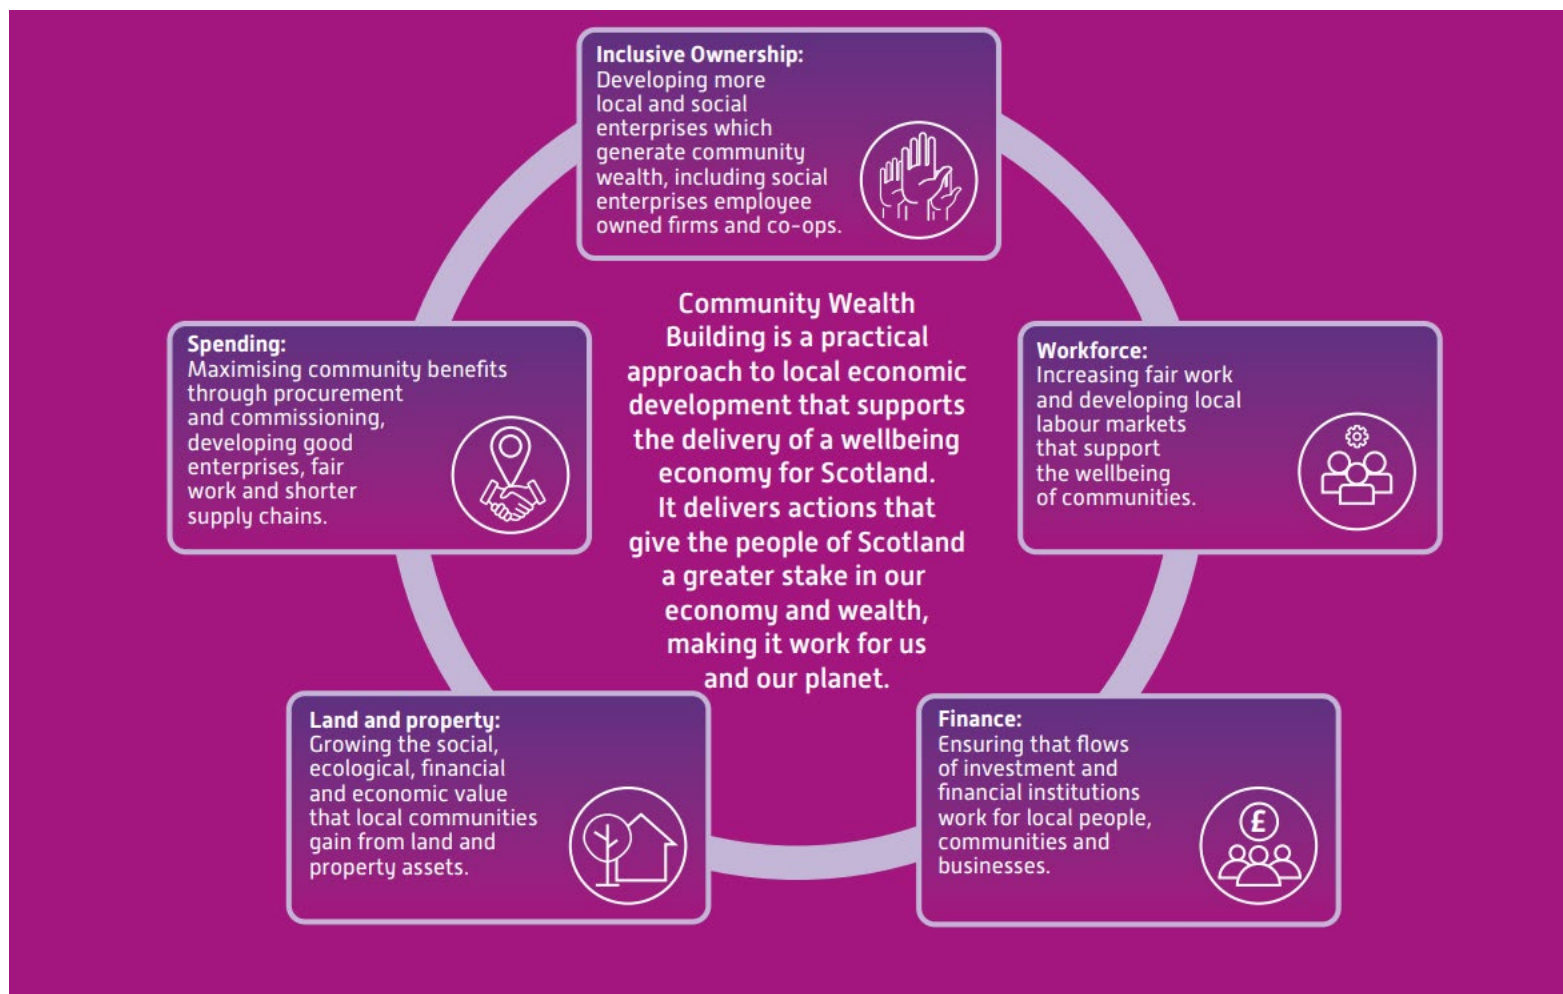 Inclusive Ownership:
Developing more
local and social
enterprises which
generate community
wealth, including social
enterprises employee
owned firms and co-ops.
Spending:
Maximising community benefits
through procurement
and commissioning,
developing good
enterprises, fair
work and shorter
supply chains.
Community Wealth
Building is a practical
approach to local economic
development that supports
the delivery of a wellbeing
economy for Scotland.
It delivers actions that
give the people of Scotland
a greater stake in our
economy and wealth,
making it work for us
and our planet.
Workforce:
Increasing fair work
and developing local
labour markets
that support
the wellbeing
of communities.
Land and property:
Growing the social,
ecological, financial
and economic value
that local communities
gain from land and
property assets.
Finance:
Ensuring that flows
of investment and
financial institutions
work for local people,
communities and
businesses.
£